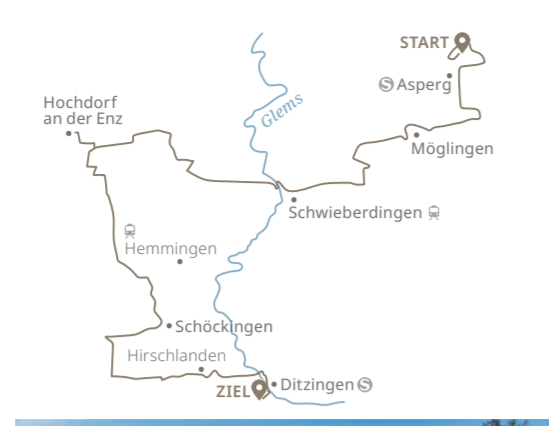 START
Ⓢ Asperg
Glems
Hochdorf
an der Enz
Möglingen
Schwieberdingen
Hemmingen
Schöckingen
Hirschlanden
ZIEL
Ditzingen Ⓢ